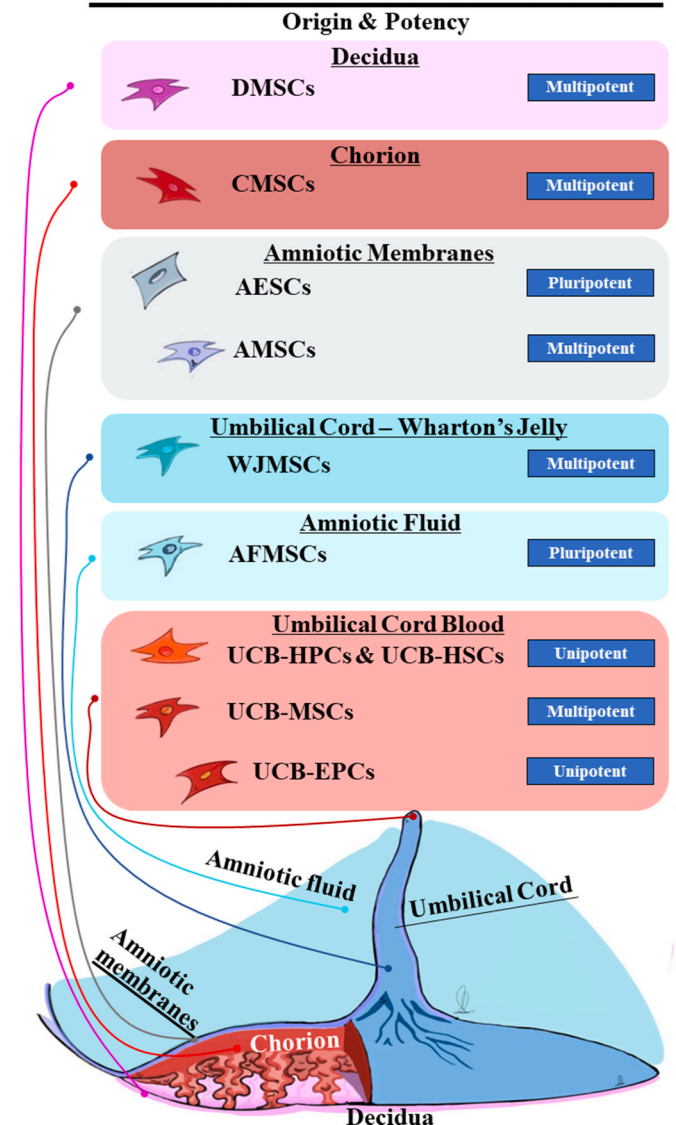 Origin & Potency
Decidua
DMSCs
Multipotent
Chorion
CMSCs
Multipotent
Amniotic Membranes
AESCs
Pluripotent
AMSCs
Multipotent
Umbilical Cord – Wharton's Jelly
WJMSCs
Multipotent
Amniotic Fluid
AFMSCs
Pluripotent
Umbilical Cord Blood
UCB-HPCs & UCB-HSCs
Unipotent
UCB-MSCs
Multipotent
UCB-EPCs
Unipotent
Amniotic fluid
Umbilical Cord
Amniotic
membranes
Chorion
Decidua